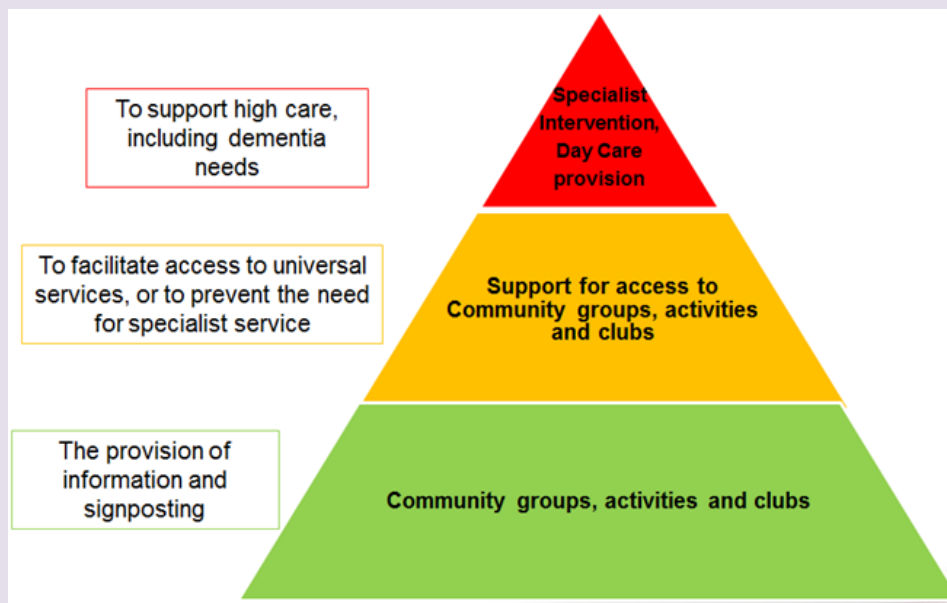 To support high care,
including dementia
needs
Specialist
Intervention,
Day Care
provision
To facilitate access to universal
services, or to prevent the need
for specialist service
Support for access to
Community groups, activities
and clubs
The provision of
information and
signposting
Community groups, activities and clubs